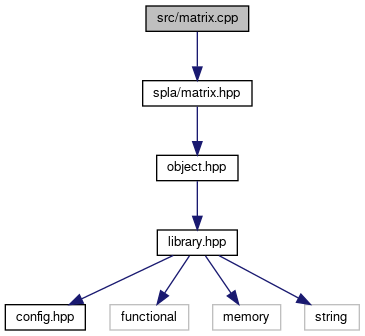 src/matrix.cpp
spla/matrix.hpp
object.hpp
library.hpp
config.hpp
functional
memory
string